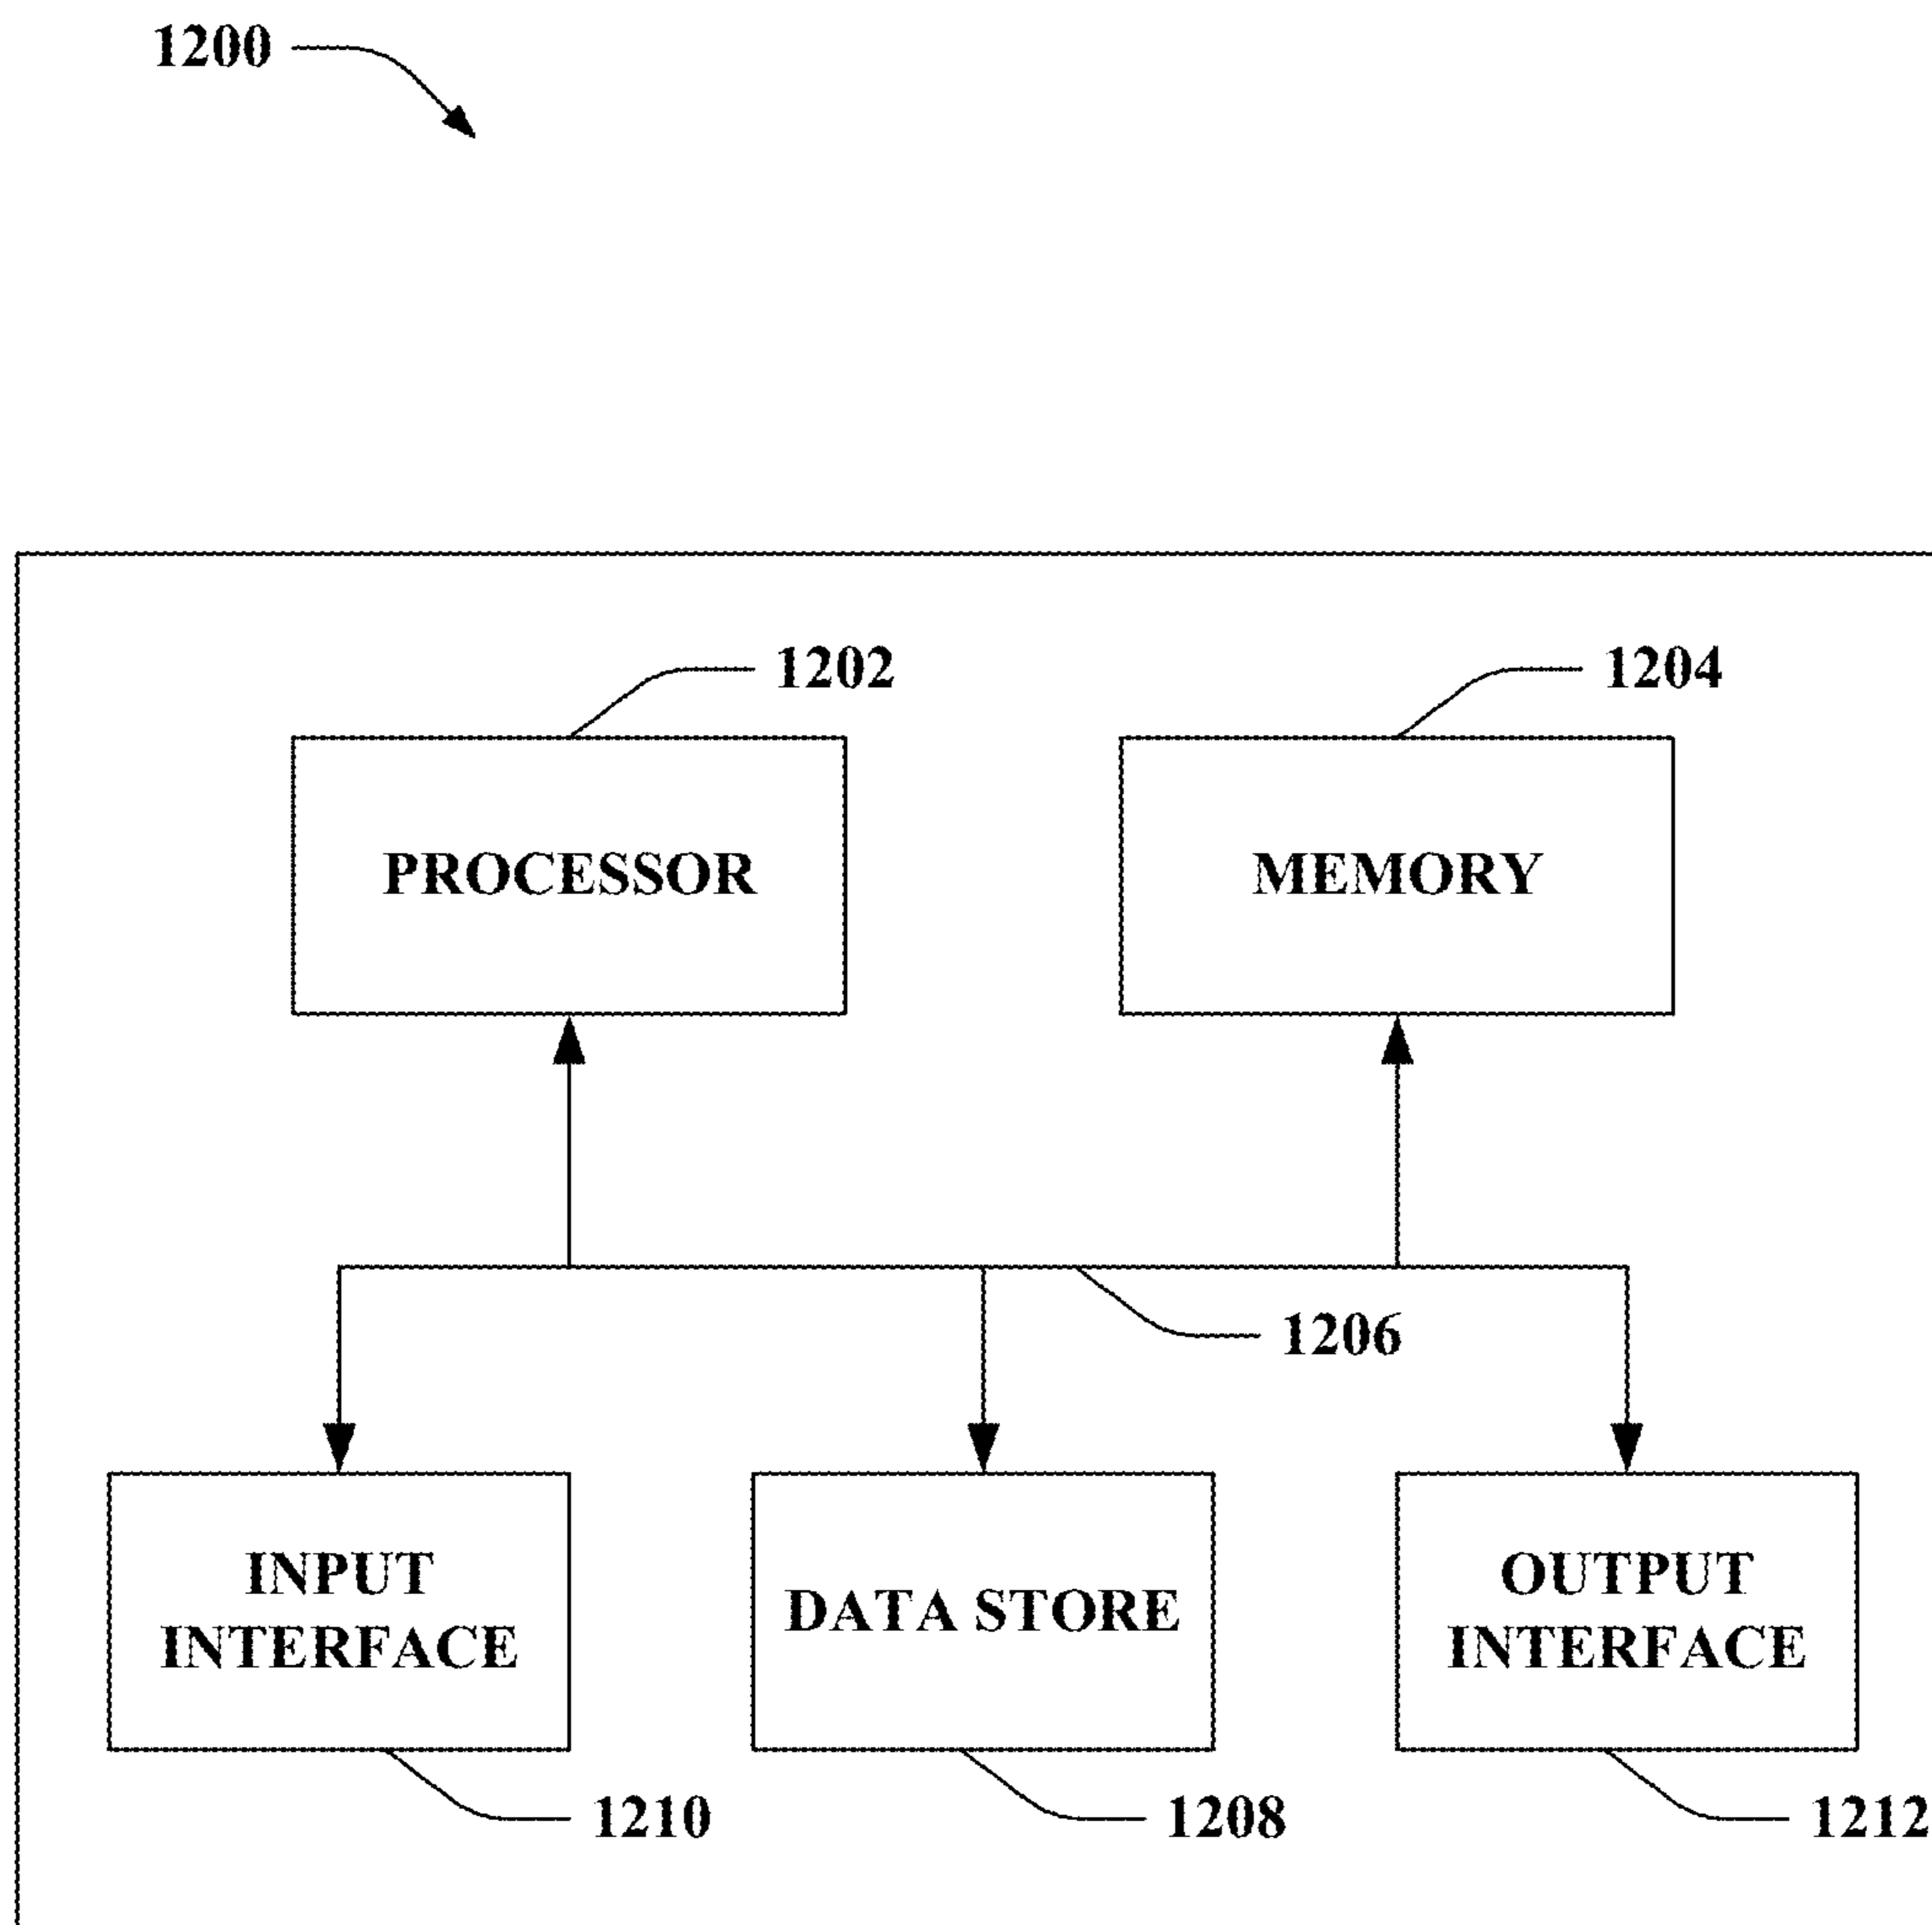 1200
1202
1204
PROCESSOR
MEMORY
1206
INPUT
INTERFACE
DATA STORE
OUTPUT
INTERFACE
1210
1208
1212